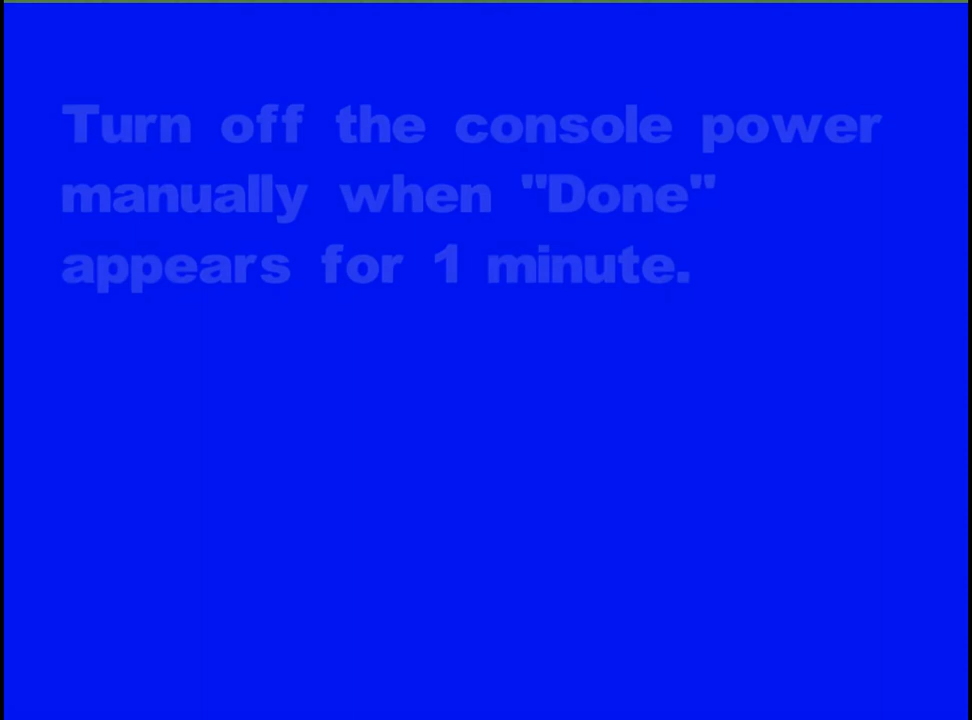 Turn off the console power
manually when "Done"
appears for 1 minute.